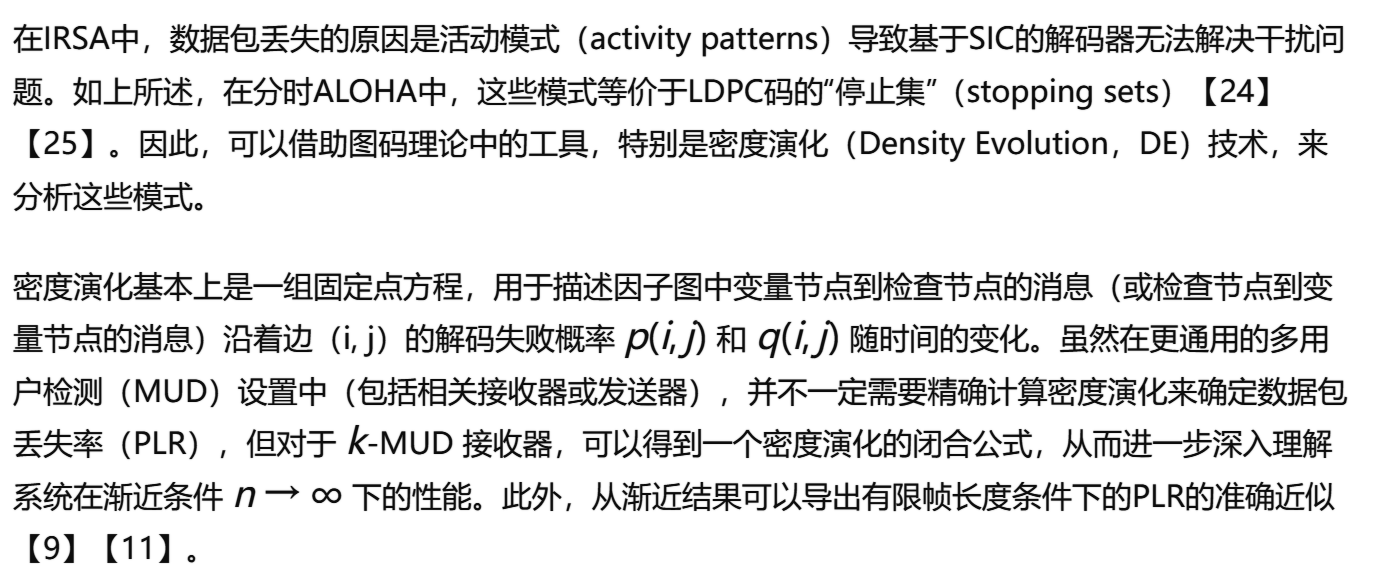 在IRSA中，数据包丢失的原因是活动模式（activity patterns）导致基于SIC的解码器无法解决干扰问
题。如上所述，在分时ALOHA中，这些模式等价于LDPC码的“停止集”（stopping sets）【24】
【25】。因此，可以借助图码理论中的工具，特别是密度演化（Density Evolution，DE）技术，来
分析这些模式。
密度演化基本上是一组固定点方程，用于描述因子图中变量节点到检查节点的消息（或检查节点到变
量节点的消息）沿着边（i, j）的解码失败概率 p(i, j) 和 q(i, j) 随时间的变化。虽然在更通用的多用
户检测（MUD）设置中（包括相关接收器或发送器），并不一定需要精确计算密度演化来确定数据包
丢失率（PLR），但对于 k-MUD 接收器，可以得到一个密度演化的闭合公式，从而进一步深入理解
系统在渐近条件 n → ∞ 下的性能。此外，从渐近结果可以导出有限帧长度条件下的PLR的准确近似
【9】【11】。